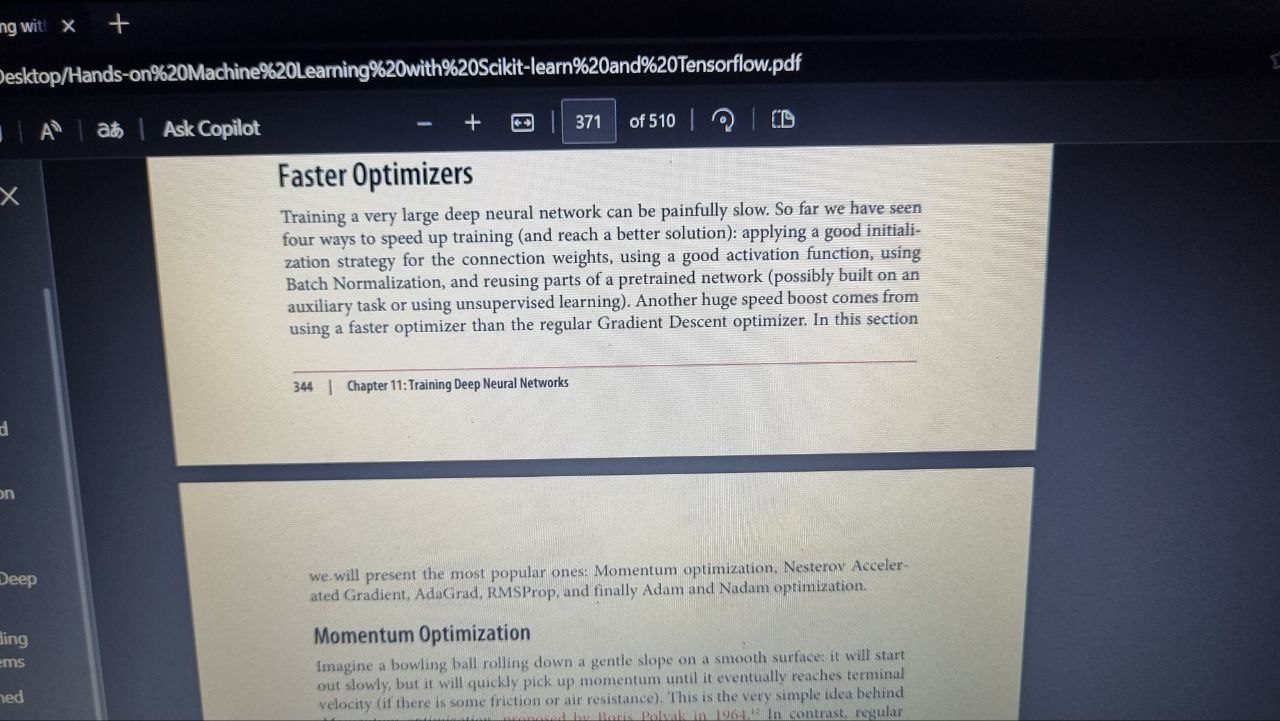 ng wit
Desktop/Hands-on%20Machine%20Learning%20with%20Scikit-learn%20and%20Tensorflow.pdf
A aあ Ask Copilot 371 of 510
Faster Optimizers
Training a very large deep neural network can be painfully slow. So far we have seen
four ways to speed up training (and reach a better solution): applying a good initiali-
zation strategy for the connection weights, using a good activation function, using
Batch Normalization, and reusing parts of a pretrained network (possibly built on an
auxiliary task or using unsupervised learning). Another huge speed boost comes from
using a faster optimizer than the regular Gradient Descent optimizer. In this section
344 | Chapter 11: Training Deep Neural Networks
d
on
Deep
ling
ems
ned
we will present the most popular ones: Momentum optimization, Nesterov Acceler-
ated Gradient, AdaGrad, RMSProp, and finally Adam and Nadam optimization.
Momentum Optimization
Imagine a bowling ball rolling down a gentle slope on a smooth surface: it will start
out slowly, but it will quickly pick up momentum until it eventually reaches terminal
velocity (if there is some friction or air resistance). This is the very simple idea behind
Momentum optimization, proposed by Boris Polyak in 1964.¹² In contrast, regular